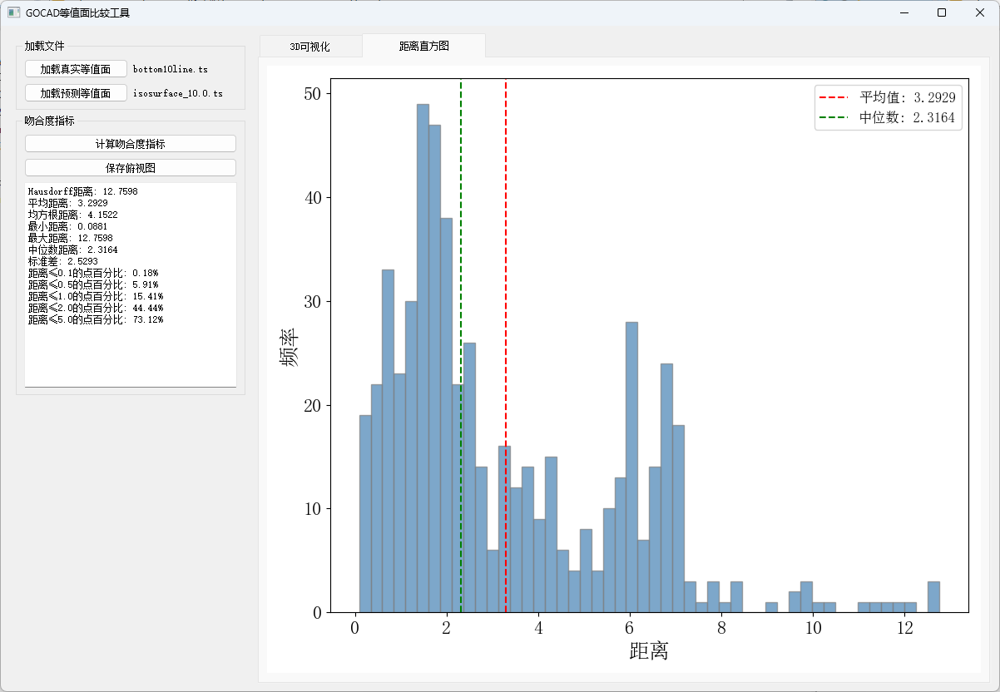 GOCAD等值面比较工具
加载文件
加载真实等值面 bottom10line.ts
加载预测等值面 isosurface_10.0.ts
吻合度指标
计算吻合度指标
保存俯视图
Hausdorff距离: 12.7598
平均距离: 3.2929
均方根距离: 4.1522
最小距离: 0.0881
最大距离: 12.7598
中位数距离: 2.3164
标准差: 2.5293
距离≤0.1的点百分比: 0.18%
距离≤0.5的点百分比: 5.91%
距离≤1.0的点百分比: 15.41%
距离≤2.0的点百分比: 44.44%
距离≤5.0的点百分比: 73.12%
3D可视化 距离直方图
平均值: 3.2929
中位数: 2.3164
50
40
30
20
10
0
频率
0 2 4 6 8 10 12
距离